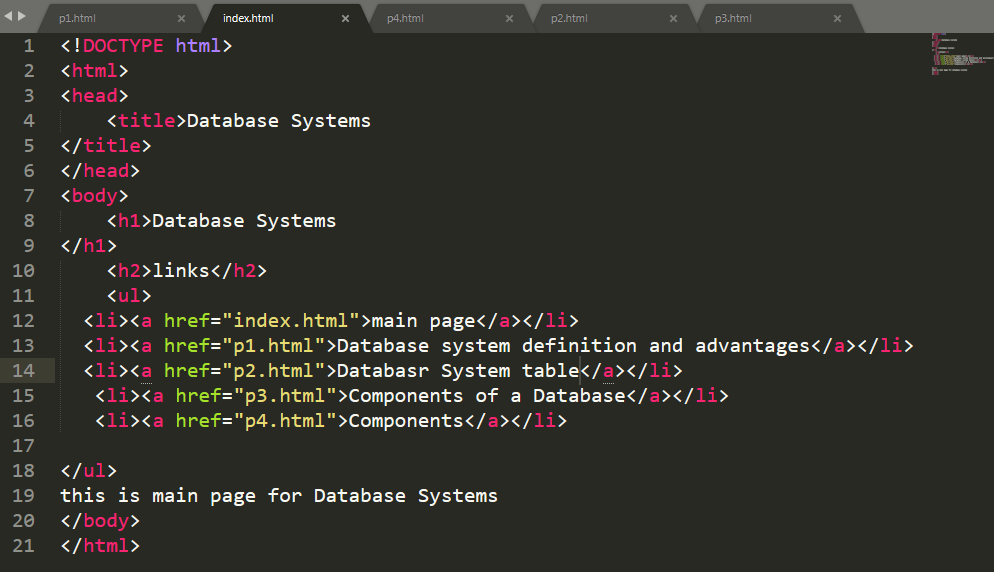 p1.html index.html p4.html p2.html p3.html
1 <!DOCTYPE html>
2 <html>
3 <head>
4 <title>Database Systems
5 </title>
6 </head>
7 <body>
8 <h1>Database Systems
9 </h1>
10 <h2>links</h2>
11 <ul>
12 <li><a href="index.html">main page</a></li>
13 <li><a href="p1.html">Database system definition and advantages</a></li>
14 <li><a href="p2.html">Databasr System table</a></li>
15 <li><a href="p3.html">Components of a Database</a></li>
16 <li><a href="p4.html">Components</a></li>
17
18 </ul>
19 this is main page for Database Systems
20 </body>
21 </html>